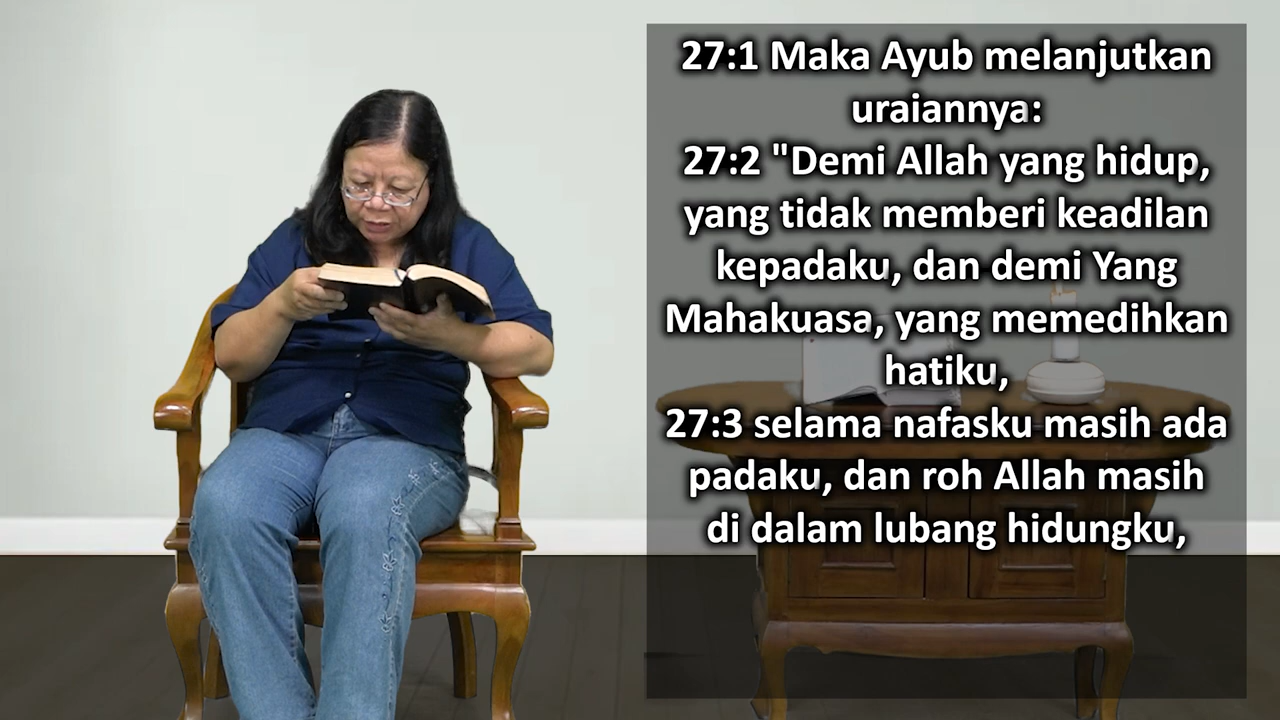 27:1 Maka Ayub melanjutkan
uraiannya:
27:2 "Demi Allah yang hidup,
yang tidak memberi keadilan
kepadaku, dan demi Yang
Mahakuasa, yang memedihkan
hatiku,
27:3 selama nafasku masih ada
padaku, dan roh Allah masih
di dalam lubang hidungku,